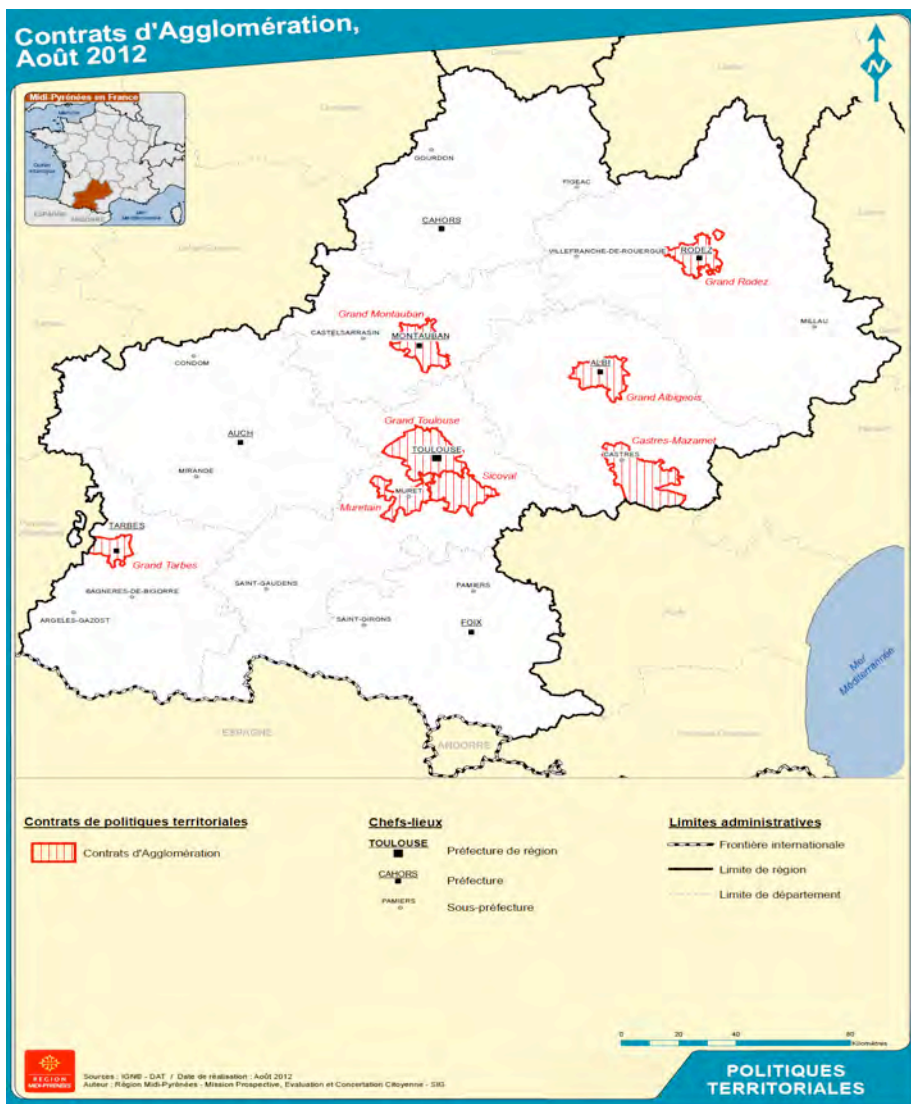 Contrats d'Agglomération,
Août 2012
N
Midi-Pyrénées en France
GOURDON
FIGEAC
CAHORS
VILLEFRANCHE-DE-ROUERGUE
RODEZ
Grand Rodez
Grand Montauban
CASTELSARRASIN
MONTAUBAN
MILLAU
CONDOM
ALBI
Grand Albigeois
Grand Toulouse
AUCH
TOULOUSE
Castres-Mazamet
CASTRES
MIRANDE
Sicoval
MURET
Muretain
TARBES
Grand Tarbes
SAINT-GAUDENS
PAMIERS
BAGNERES-DE-BIGORRE
ARGELES-GAZOST
SAINT-GIRONS
FOIX
Mer
Méditerrannée
ESPAGNE
ANDORRE
Contrats de politiques territoriales
Contrats d'Agglomération
Chefs-lieux
TOULOUSE
Préfecture de région
CAHORS
Préfecture
PAMIERS
Sous-préfecture
Limites administratives
Frontière internationale
Limite de région
Limite de département
0 20 40 80
Kilomètres
RÉGION
MIDI-PYRÉNÉES
Sources : IGN® - DAT / Date de réalisation : Août 2012
Auteur : Région Midi-Pyrénées - Mission Prospective, Evaluation et Concertation Citoyenne - SIG
POLITIQUES
TERRITORIALES